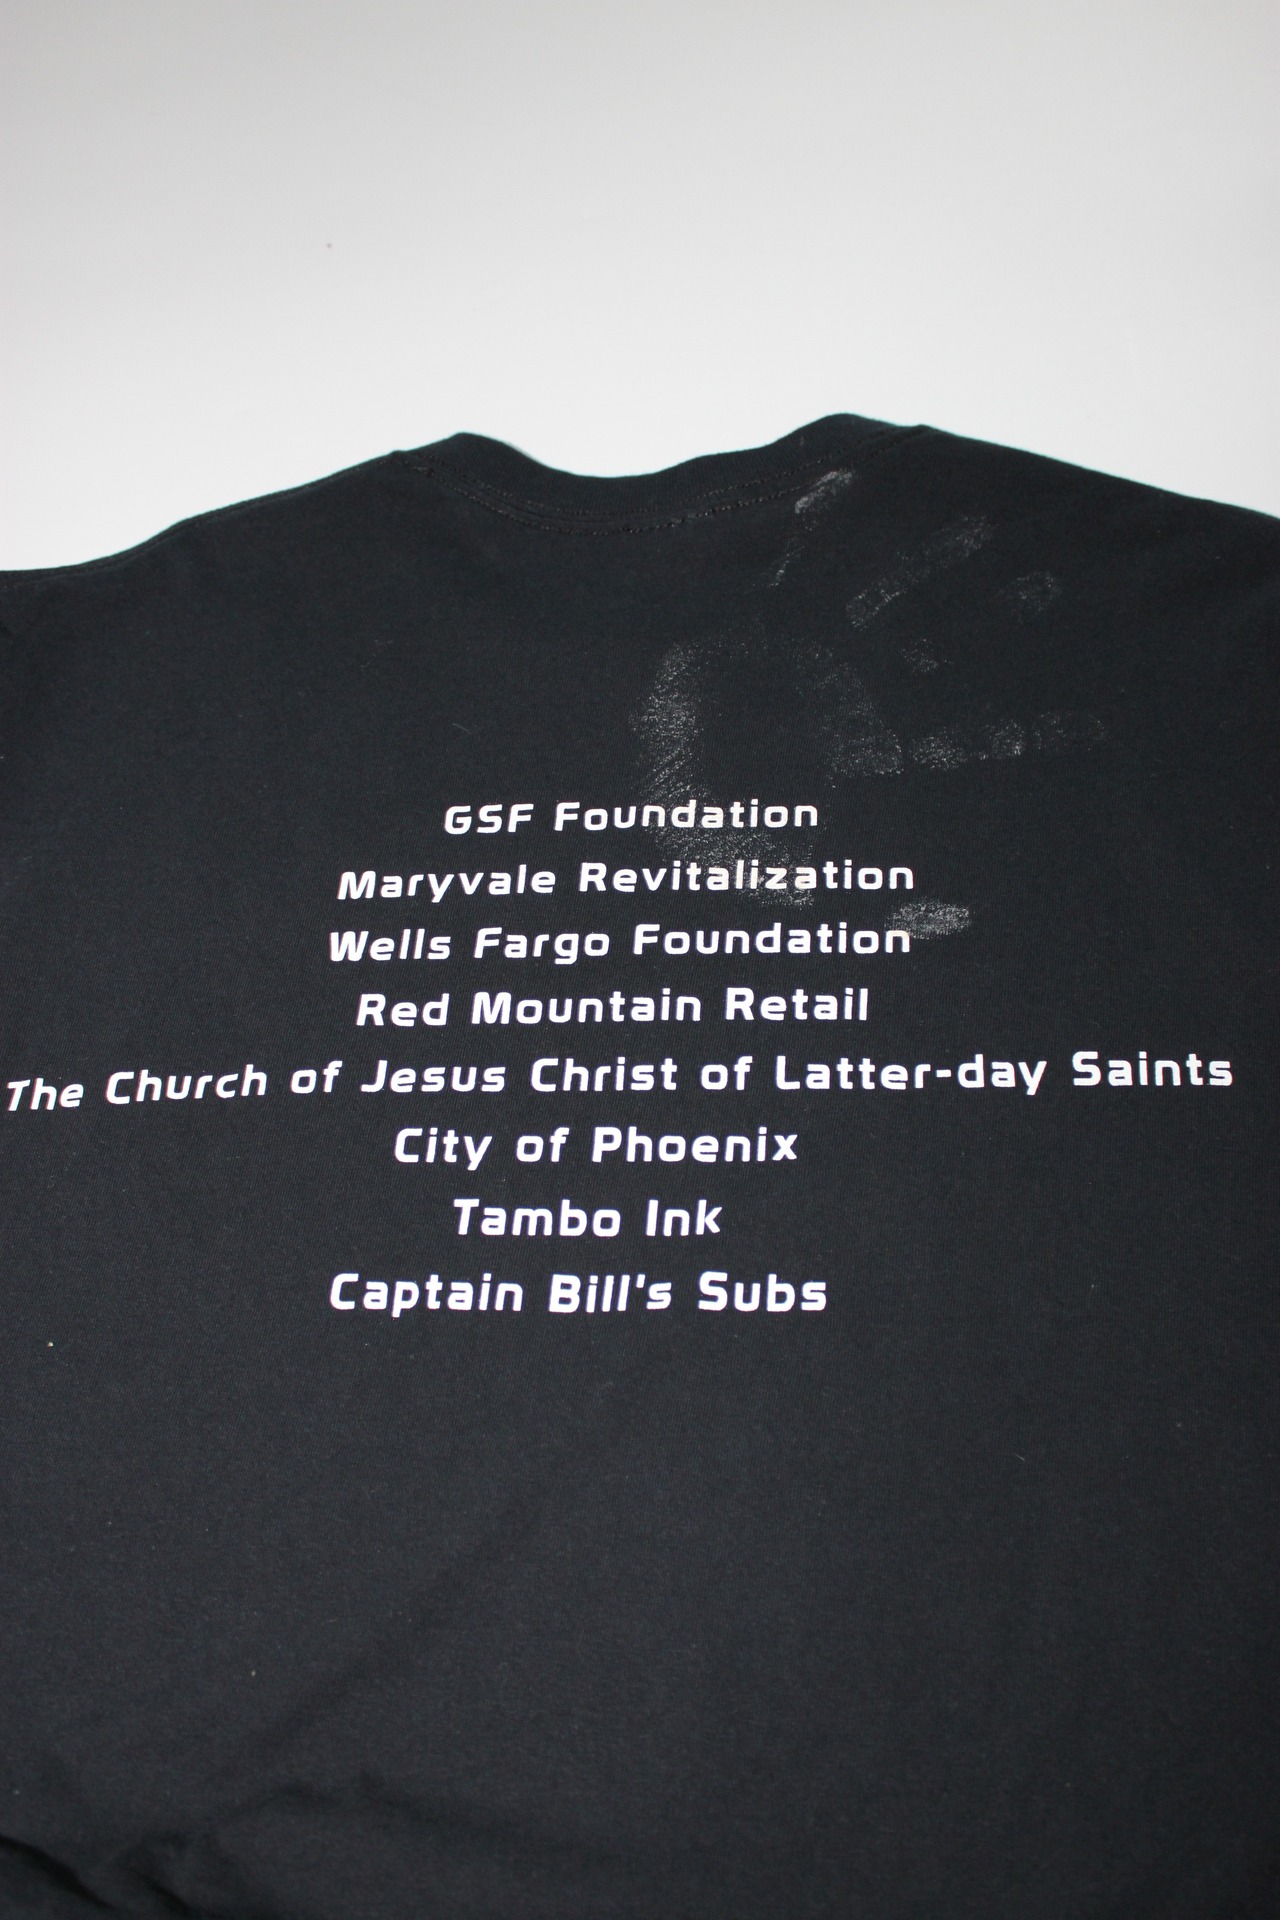 GSF Foundation
Maryvale Revitalization
Wells Fargo Foundation
Red Mountain Retail
The Church of Jesus Christ of Latter-day Saints
City of Phoenix
Tambo Ink
Captain Bill's Subs